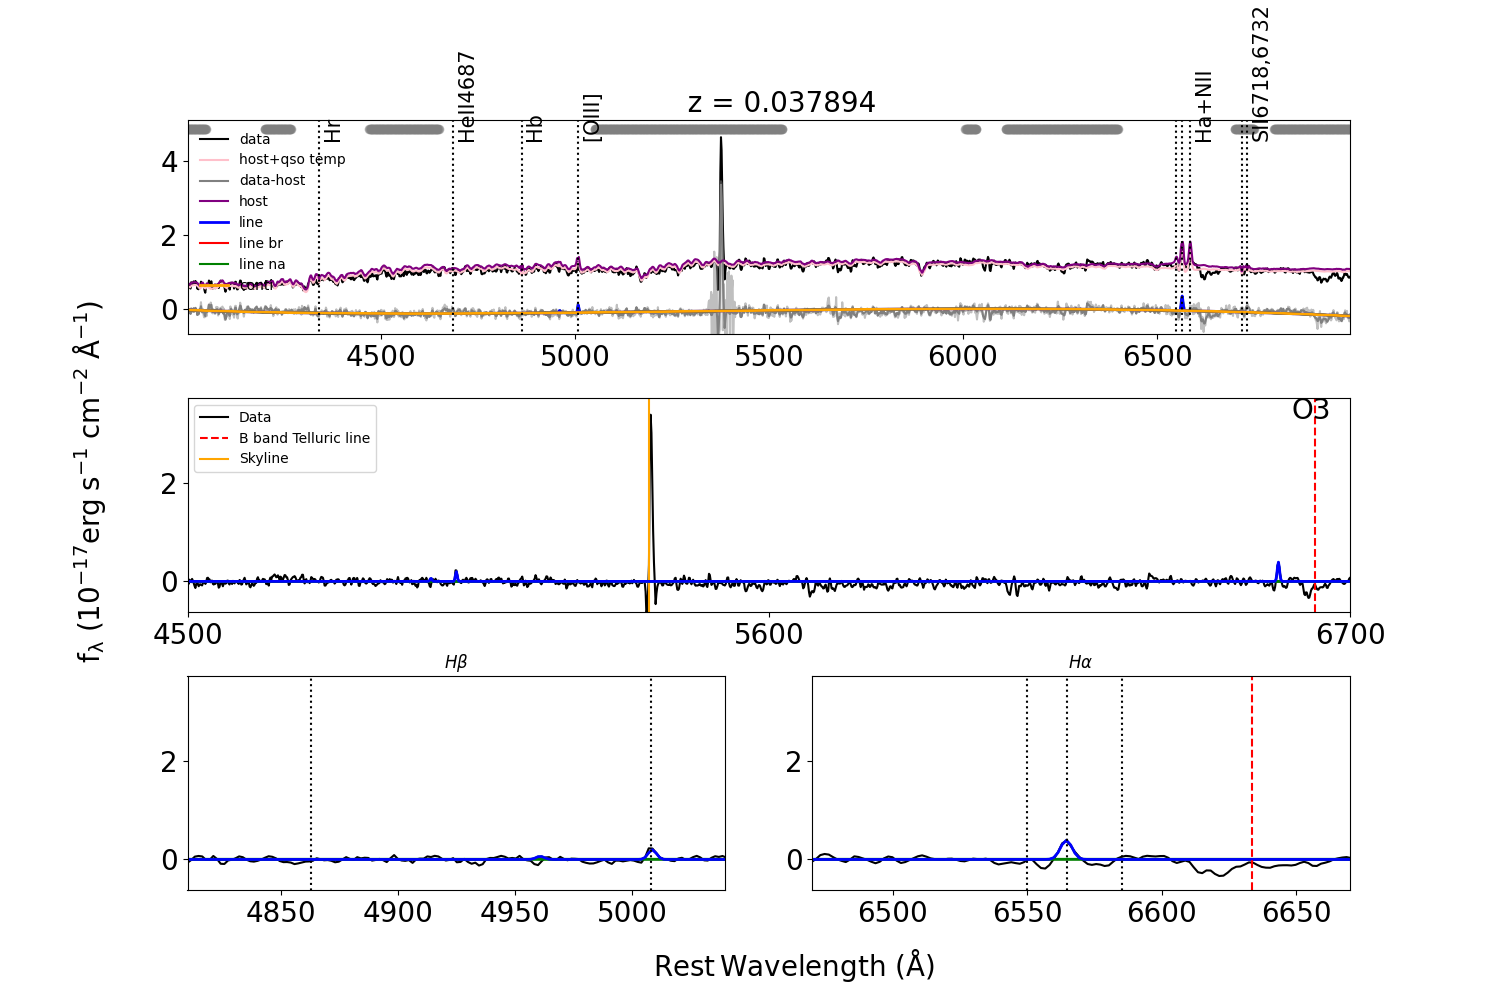 z = 0.037894
Hr
HeII4687
Hb
[OIII]
Ha+NII
SII6718,6732
data
host+qso temp
data-host
host
line
line br
line na
conti
4
2
0
4500
5000
5500
6000
6500
Data
B band Telluric line
Skyline
O3
2
0
4500
5600
6700
fλ (10⁻¹⁷erg s⁻¹ cm⁻² Å⁻¹)
Hβ
2
0
4850
4900
4950
5000
Hα
2
0
6500
6550
6600
6650
Rest Wavelength (Å)